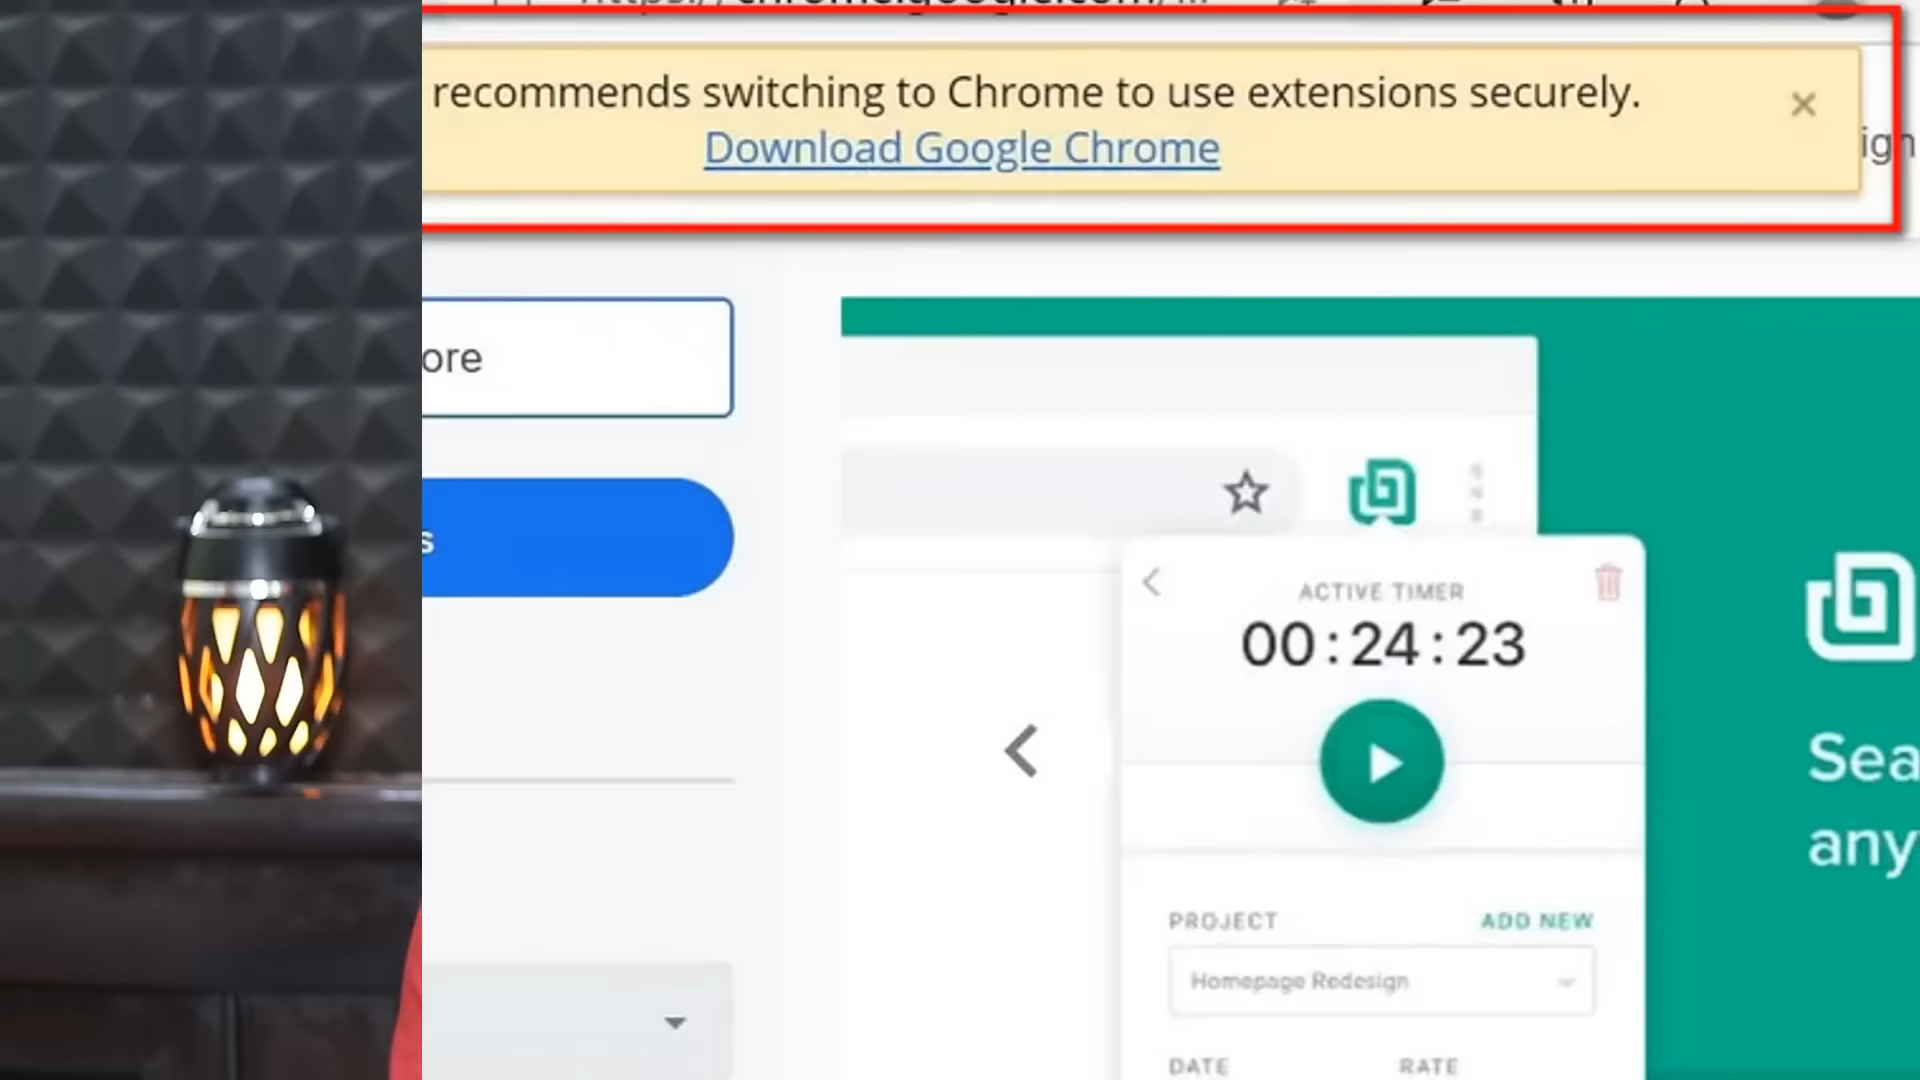 recommends switching to Chrome to use extensions securely.
Download Google Chrome
ign
ore
s
ACTIVE TIMER
00:24:23
PROJECT
ADD NEW
Homepage Redesign
DATE
RATE
Sea
any